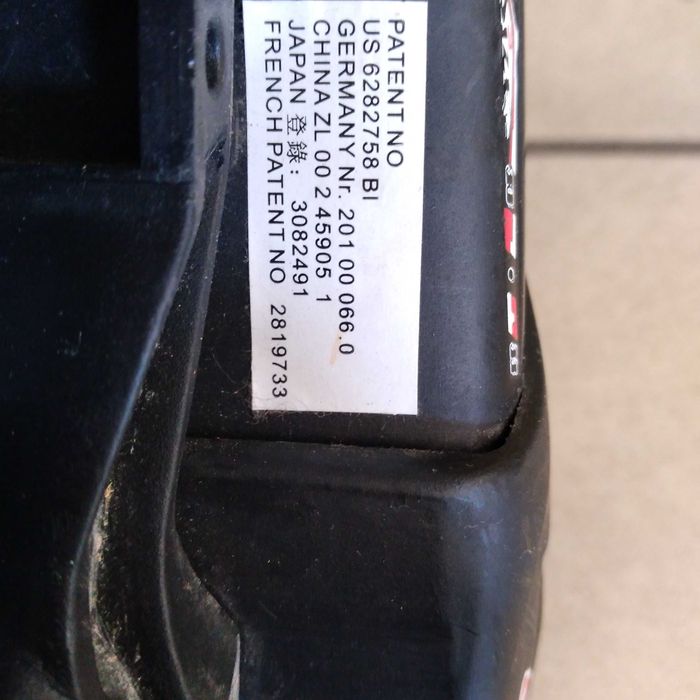 PATENT NO
US 6282758 BI
GERMANY Nr. 201 00 066.0
CHINA ZL 00 2 45905 1
JAPAN 登錄: 3082491
FRENCH PATENT NO 2819733